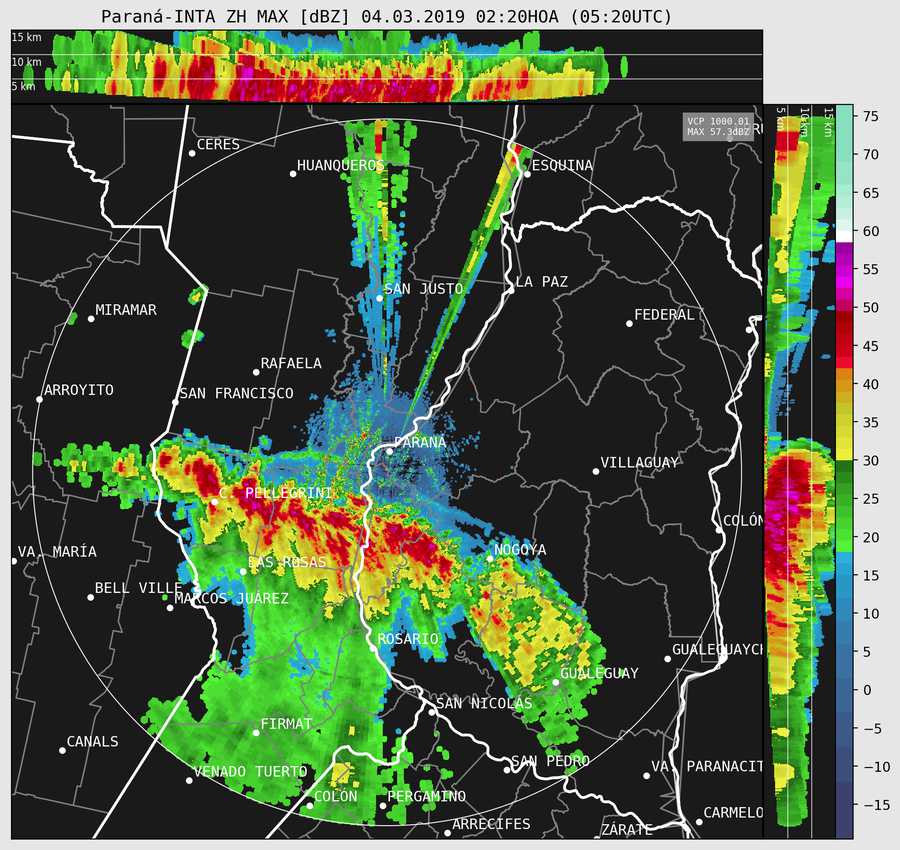 Paraná-INTA ZH MAX [dBZ] 04.03.2019 02:20HOA (05:20UTC)
15 km
10 km
5 km
VCP 1000.01
MAX 57.3dBZ
5 km
10 km
15 km
CERES
HUANQUEROS
ESQUINA
SAN JUSTO
LA PAZ
MIRAMAR
FEDERAL
RAFAELA
ARROYITO
SAN FRANCISCO
PARANÁ
VILLAGUAY
C. PELLEGRINI
COLÓN
VA. MARÍA
NOGOYA
LAS ROSAS
BELL VILLE
MARCOS JUÁREZ
ROSARIO
GUALEGUAYCH
GUALEGUAY
SAN NICOLÁS
FIRMAT
CANALS
VENADO TUERTO
SAN PEDRO
VA. PARANACIT
COLÓN
PERGAMINO
CARMELO
ARRECIFES
ZÁRATE
75
70
65
60
55
50
45
40
35
30
25
20
15
10
5
0
−5
−10
−15